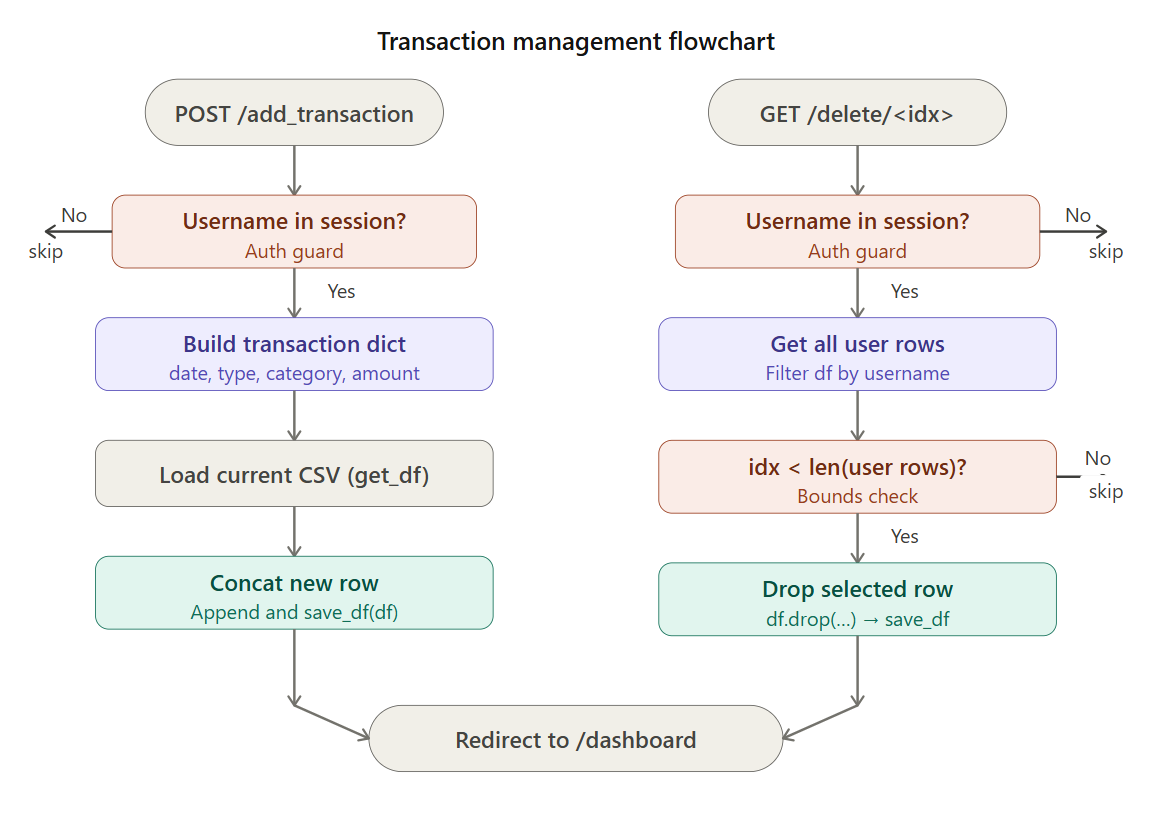 Transaction management flowchart
POST /add_transaction
No
skip
Username in session?
Auth guard
Yes
Build transaction dict
date, type, category, amount
Load current CSV (get_df)
Concat new row
Append and save_df(df)
GET /delete/<idx>
Username in session?
Auth guard
No
skip
Yes
Get all user rows
Filter df by username
idx < len(user rows)?
Bounds check
No
skip
Yes
Drop selected row
df.drop(...) → save_df
Redirect to /dashboard